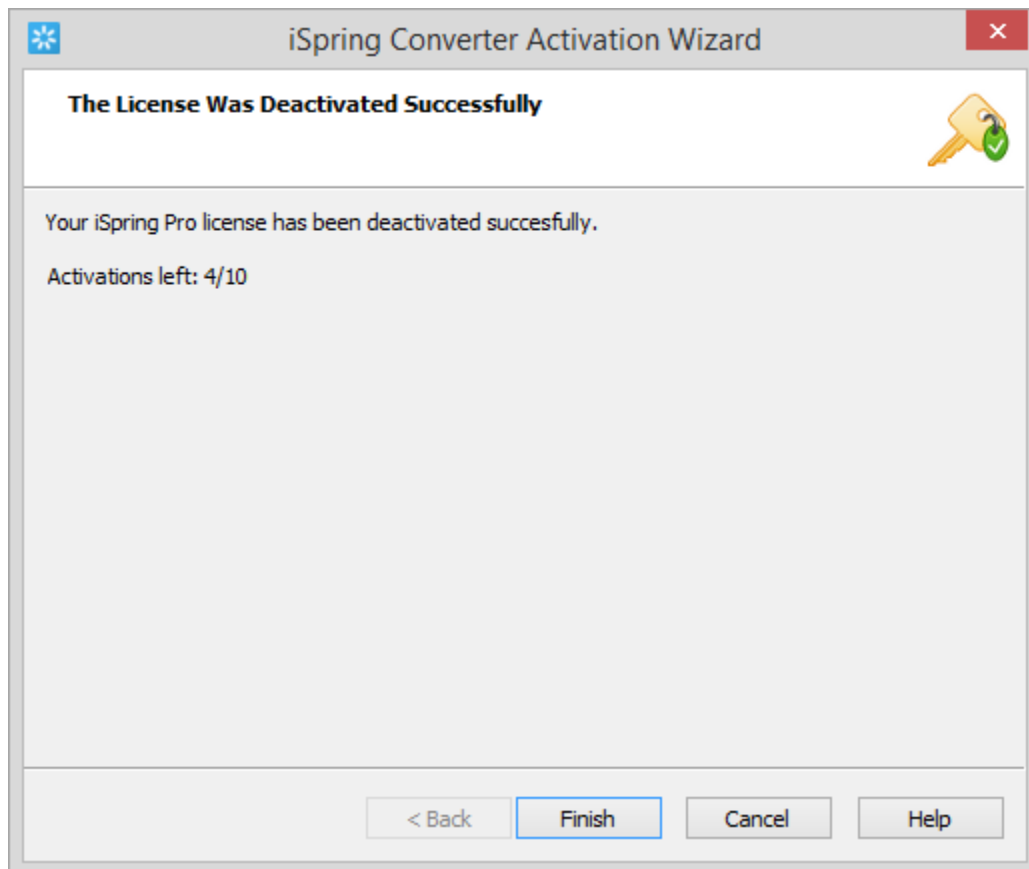 iSpring Converter Activation Wizard
The License Was Deactivated Successfully
Your iSpring Pro license has been deactivated succesfully.
Activations left: 4/10
< Back Finish Cancel Help